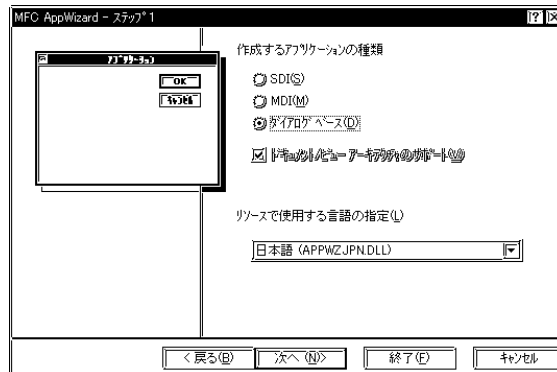 MFC AppWizard - ステップ 1
アプリケーション
OK
キャンセル
作成するアプリケーションの種類
SDI(S)
MDI(M)
ダイアログ ベース(D)
ドキュメント/ビュー アーキテクチャのサポート(V)
リソースで使用する言語の指定(L)
日本語 (APPWZJPN.DLL)
< 戻る(B)
次へ (N)>
終了(F)
キャンセル